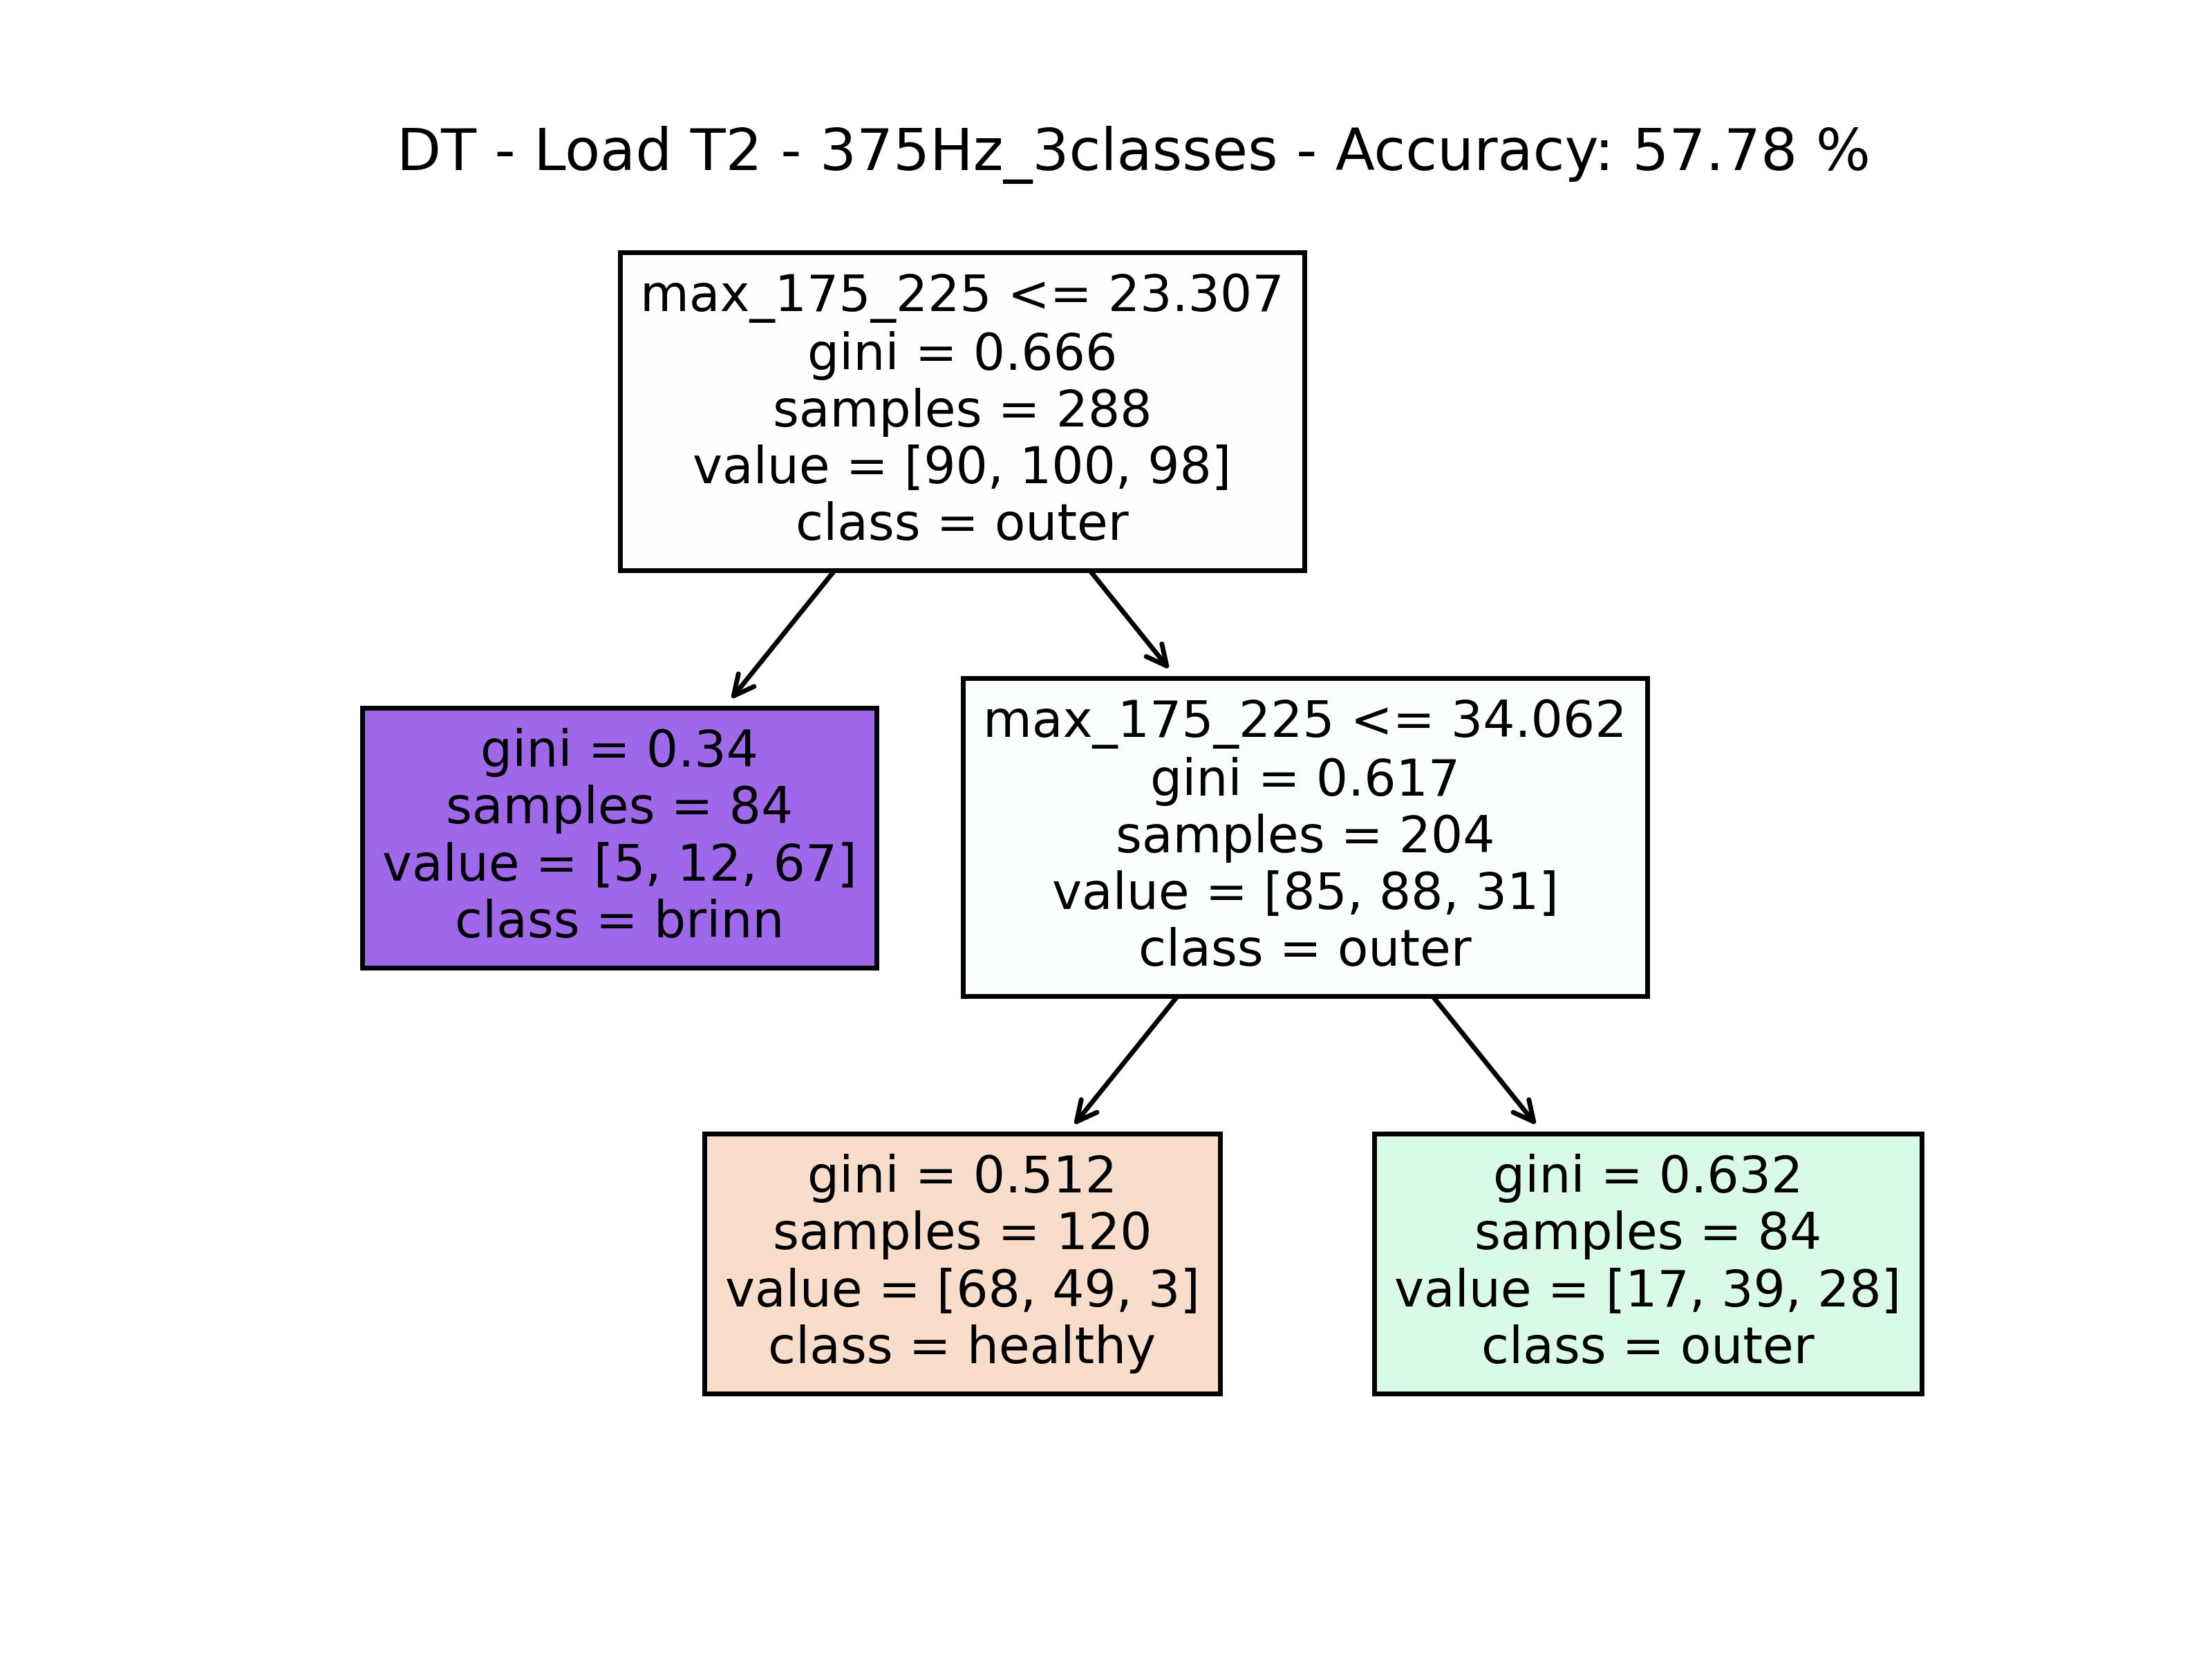 DT - Load T2 - 375Hz_3classes - Accuracy: 57.78 %
max_175_225 <= 23.307
gini = 0.666
samples = 288
value = [90, 100, 98]
class = outer
gini = 0.34
samples = 84
value = [5, 12, 67]
class = brinn
max_175_225 <= 34.062
gini = 0.617
samples = 204
value = [85, 88, 31]
class = outer
gini = 0.512
samples = 120
value = [68, 49, 3]
class = healthy
gini = 0.632
samples = 84
value = [17, 39, 28]
class = outer